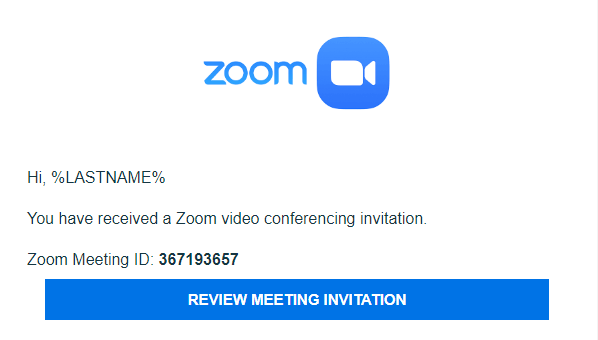 zoom
Hi, %LASTNAME%
You have received a Zoom video conferencing invitation.
Zoom Meeting ID: 367193657
REVIEW MEETING INVITATION